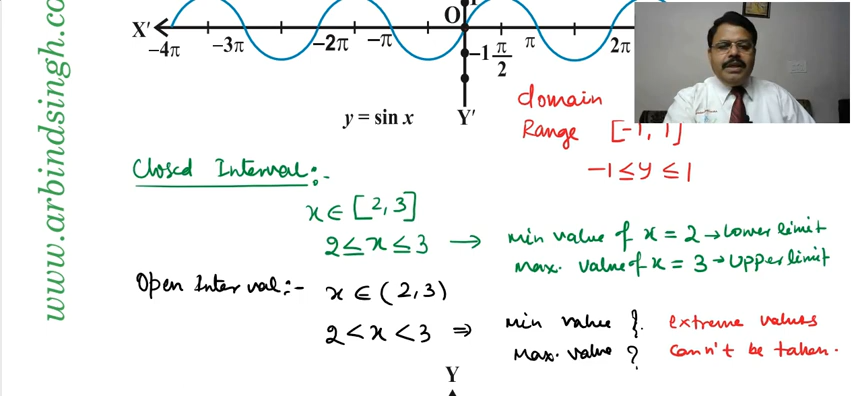 www.arbindsingh.c
X' -4π -3π -2π -π O -1 π/2 π 2π
y = sin x Y'
domain
Range [-1, 1]
-1 ≤ y ≤ 1
Closed Interval:-
x ∈ [2, 3]
2 ≤ x ≤ 3 → Min value of x = 2 → Lower limit
Max. value of x = 3 → Upper limit
Open Interval:- x ∈ (2, 3)
2 < x < 3 ⇒ Min value }. extreme values
Max. value ? cann't be taken.
Y